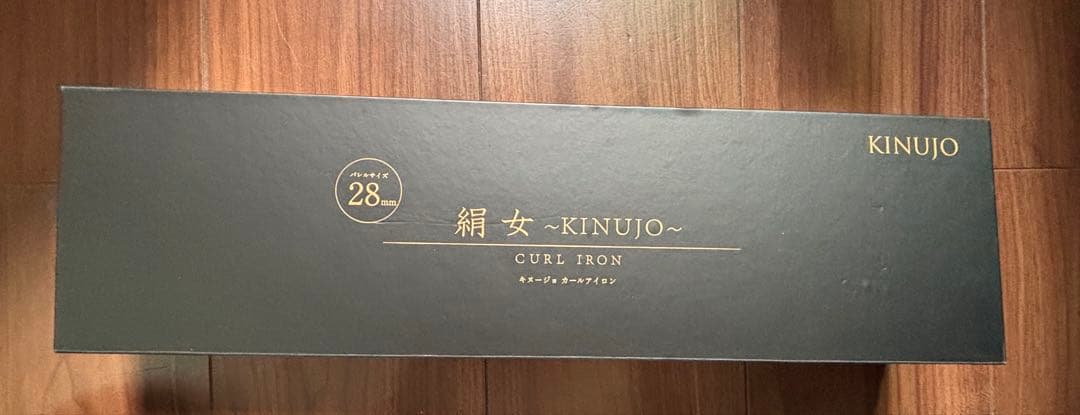 KINUJO
バレルサイズ
28mm
絹女 ~KINUJO~
CURL IRON
キヌージョ カールアイロン